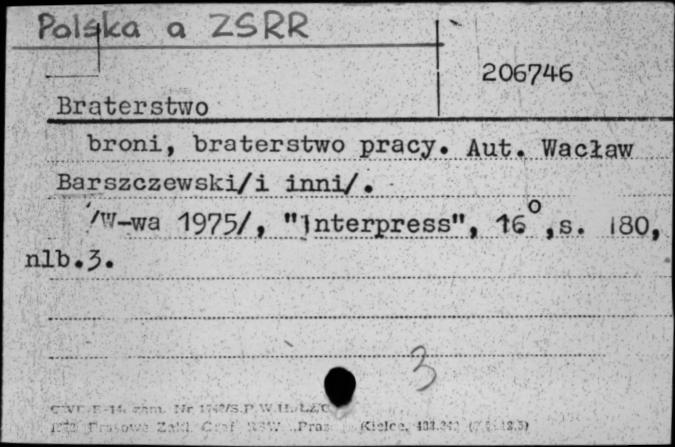 Polska a ZSRR
206746
Braterstwo
broni, braterstwo pracy. Aut. Wacław
Barszczewski/i inni/.
/W-wa 1975/, "Interpress", 16°, s. 180,
nlb.3.
3
Kielce,